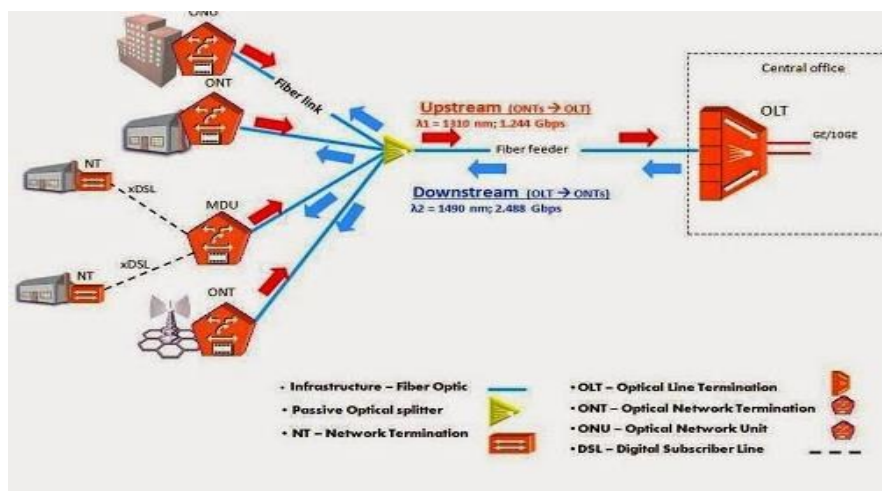 ONU
ONT
Fiber link
Upstream (ONTs → OLT)
λ1 = 1310 nm; 1.244 Gbps
Central office
OLT
GE/10GE
Fiber feeder
NT
xDSL
MDU
Downstream (OLT → ONTs)
λ2 = 1490 nm; 2.488 Gbps
xDSL
NT
ONT
• Infrastructure – Fiber Optic
• Passive Optical splitter
• NT – Network Termination
• OLT – Optical Line Termination
• ONT – Optical Network Termination
• ONU – Optical Network Unit
• DSL – Digital Subscriber Line